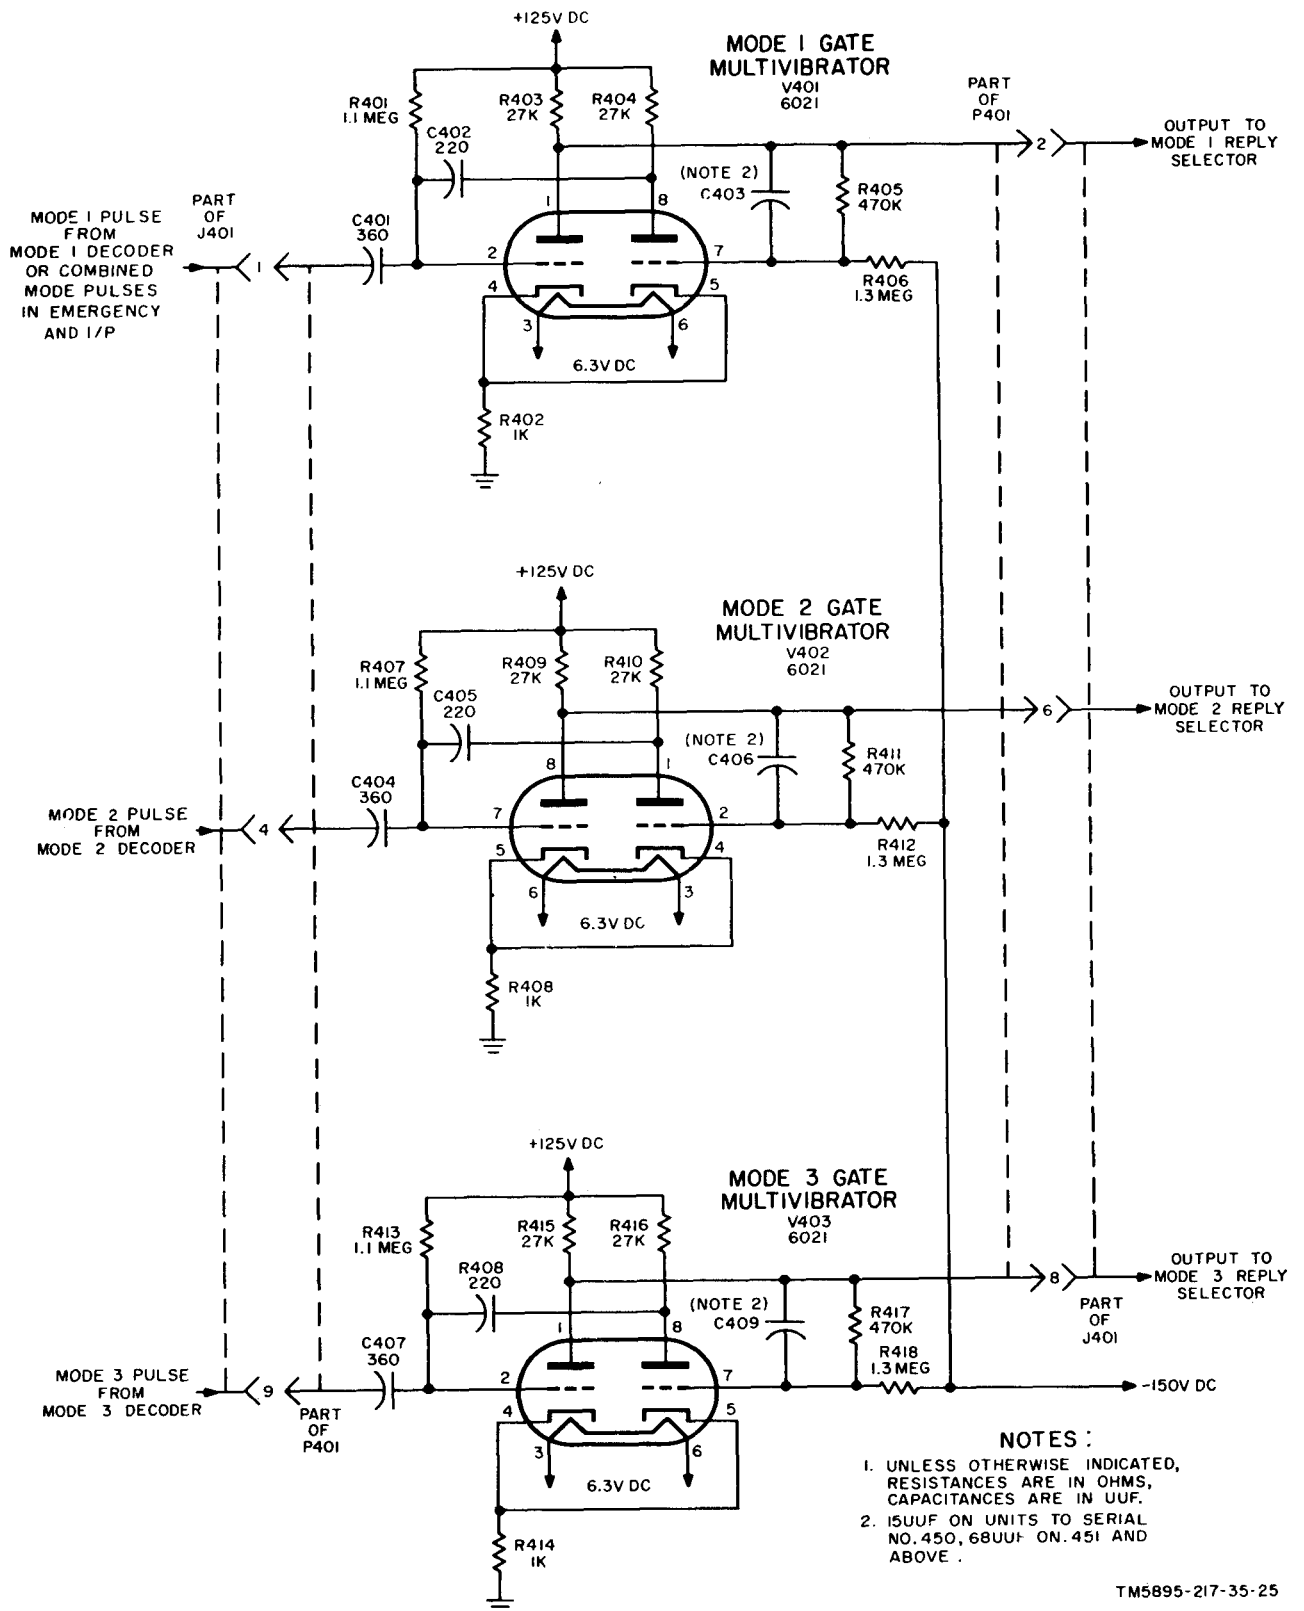 +125V DC
MODE 1 GATE
MULTIVIBRATOR
V401
6021
R401
1.1 MEG
R403
27K
R404
27K
C402
220
PART
OF
P401
2
OUTPUT TO
MODE 1 REPLY
SELECTOR
(NOTE 2)
C403
R405
470K
1
8
MODE 1 PULSE
FROM
MODE 1 DECODER
OR COMBINED
MODE PULSES
IN EMERGENCY
AND I/P
PART
OF
J401
1
C401
360
2
7
4
5
3
6
6.3V DC
R406
1.3 MEG
R402
1K
+125V DC
MODE 2 GATE
MULTIVIBRATOR
V402
6021
R407
1.1 MEG
R409
27K
R410
27K
C405
220
6
OUTPUT TO
MODE 2 REPLY
SELECTOR
(NOTE 2)
C406
R411
470K
8
1
MODE 2 PULSE
FROM
MODE 2 DECODER
4
C404
360
7
2
5
4
6
3
6.3V DC
R412
1.3 MEG
R408
1K
+125V DC
MODE 3 GATE
MULTIVIBRATOR
V403
6021
R413
1.1 MEG
R415
27K
R416
27K
R408
220
8
OUTPUT TO
MODE 3 REPLY
SELECTOR
PART
OF
J401
(NOTE 2)
C409
R417
470K
R418
1.3 MEG
1
8
MODE 3 PULSE
FROM
MODE 3 DECODER
9
PART
OF
P401
C407
360
2
7
4
5
3
6
6.3V DC
-150V DC
R414
1K
NOTES:
1. UNLESS OTHERWISE INDICATED,
RESISTANCES ARE IN OHMS,
CAPACITANCES ARE IN UUF.
2. 15UUF ON UNITS TO SERIAL
NO. 450, 68UUF ON. 451 AND
ABOVE.
TM5895-217-35-25